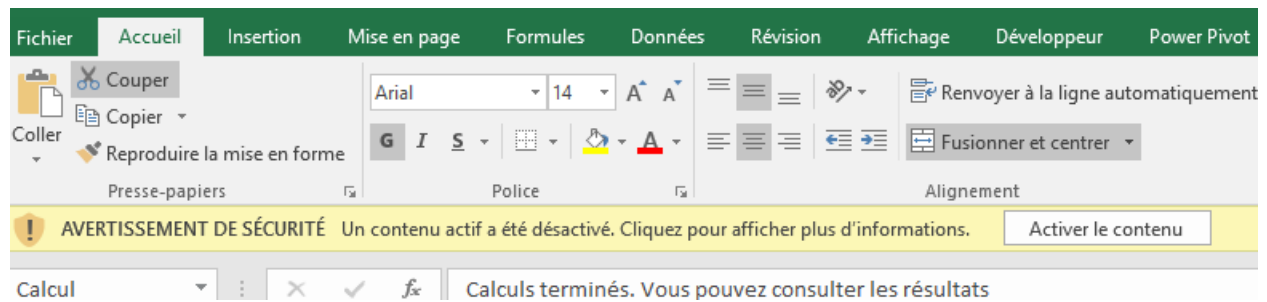 Fichier Accueil Insertion Mise en page Formules Données Révision Affichage Développeur Power Pivot
Couper
Copier
Coller
Reproduire la mise en forme
Presse-papiers
Arial 14 A A
G I S A
Police
Renvoyer à la ligne automatiquement
Fusionner et centrer
Alignement
AVERTISSEMENT DE SÉCURITÉ Un contenu actif a été désactivé. Cliquez pour afficher plus d'informations. Activer le contenu
Calcul fx Calculs terminés. Vous pouvez consulter les résultats